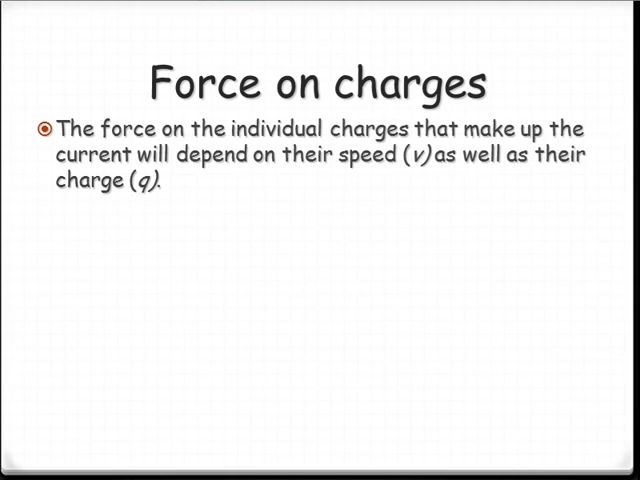 Force on charges
The force on the individual charges that make up the
current will depend on their speed (v) as well as their
charge (q).